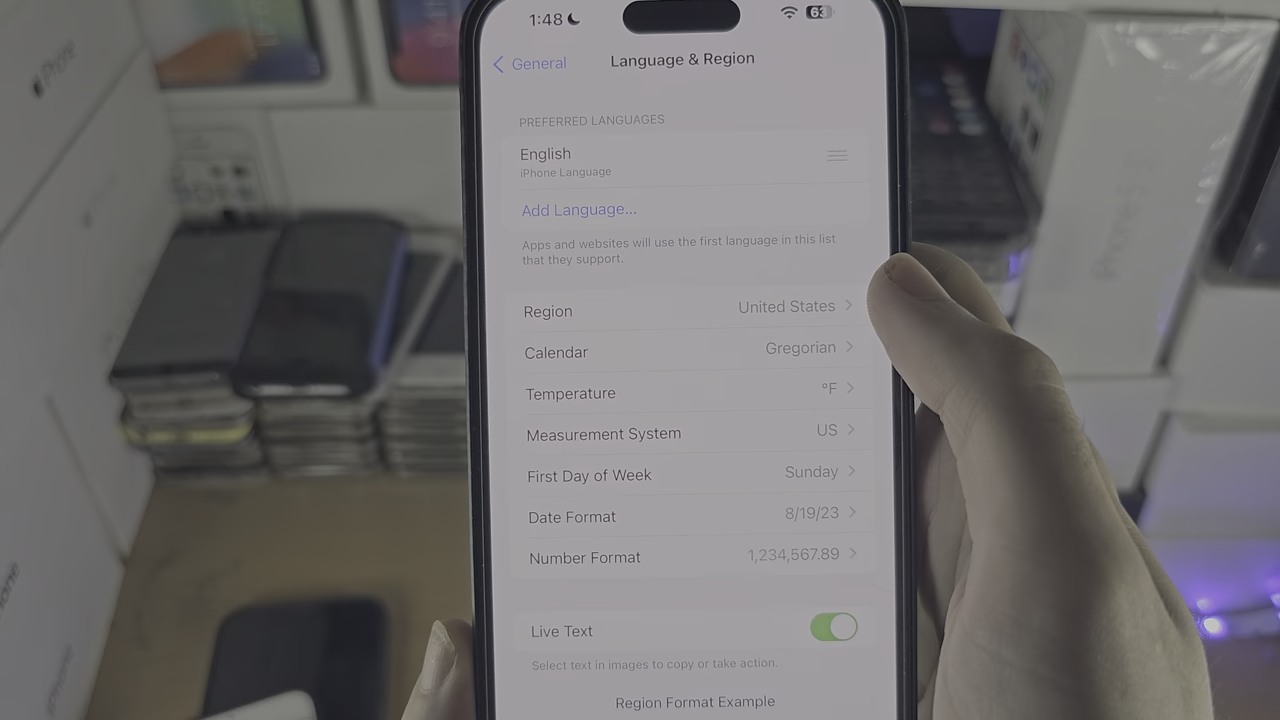 1:48
63
General
Language & Region
PREFERRED LANGUAGES
English
iPhone Language
Add Language...
Apps and websites will use the first language in this list
that they support.
Region
United States
Calendar
Gregorian
Temperature
°F
Measurement System
US
First Day of Week
Sunday
Date Format
8/19/23
Number Format
1,234,567.89
Live Text
Select text in images to copy or take action.
Region Format Example
iPhone
iPhone